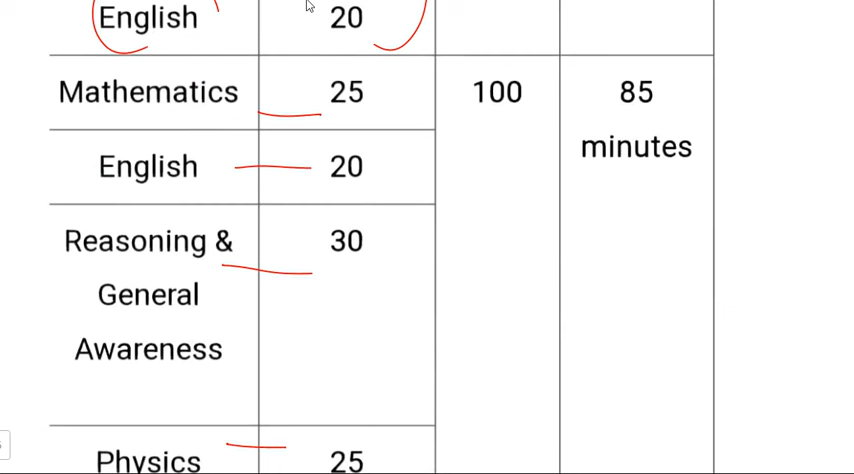 English 20
Mathematics 25 100 85
minutes
English 20
Reasoning & 30
General
Awareness
Physics 25